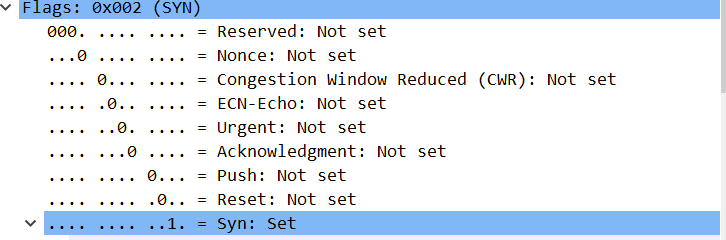 Flags: 0x002 (SYN)
000. .... .... = Reserved: Not set
...0 .... .... = Nonce: Not set
.... 0... .... = Congestion Window Reduced (CWR): Not set
.... .0.. .... = ECN-Echo: Not set
.... ..0. .... = Urgent: Not set
.... ...0 .... = Acknowledgment: Not set
.... .... 0... = Push: Not set
.... .... .0.. = Reset: Not set
.... .... ..1. = Syn: Set